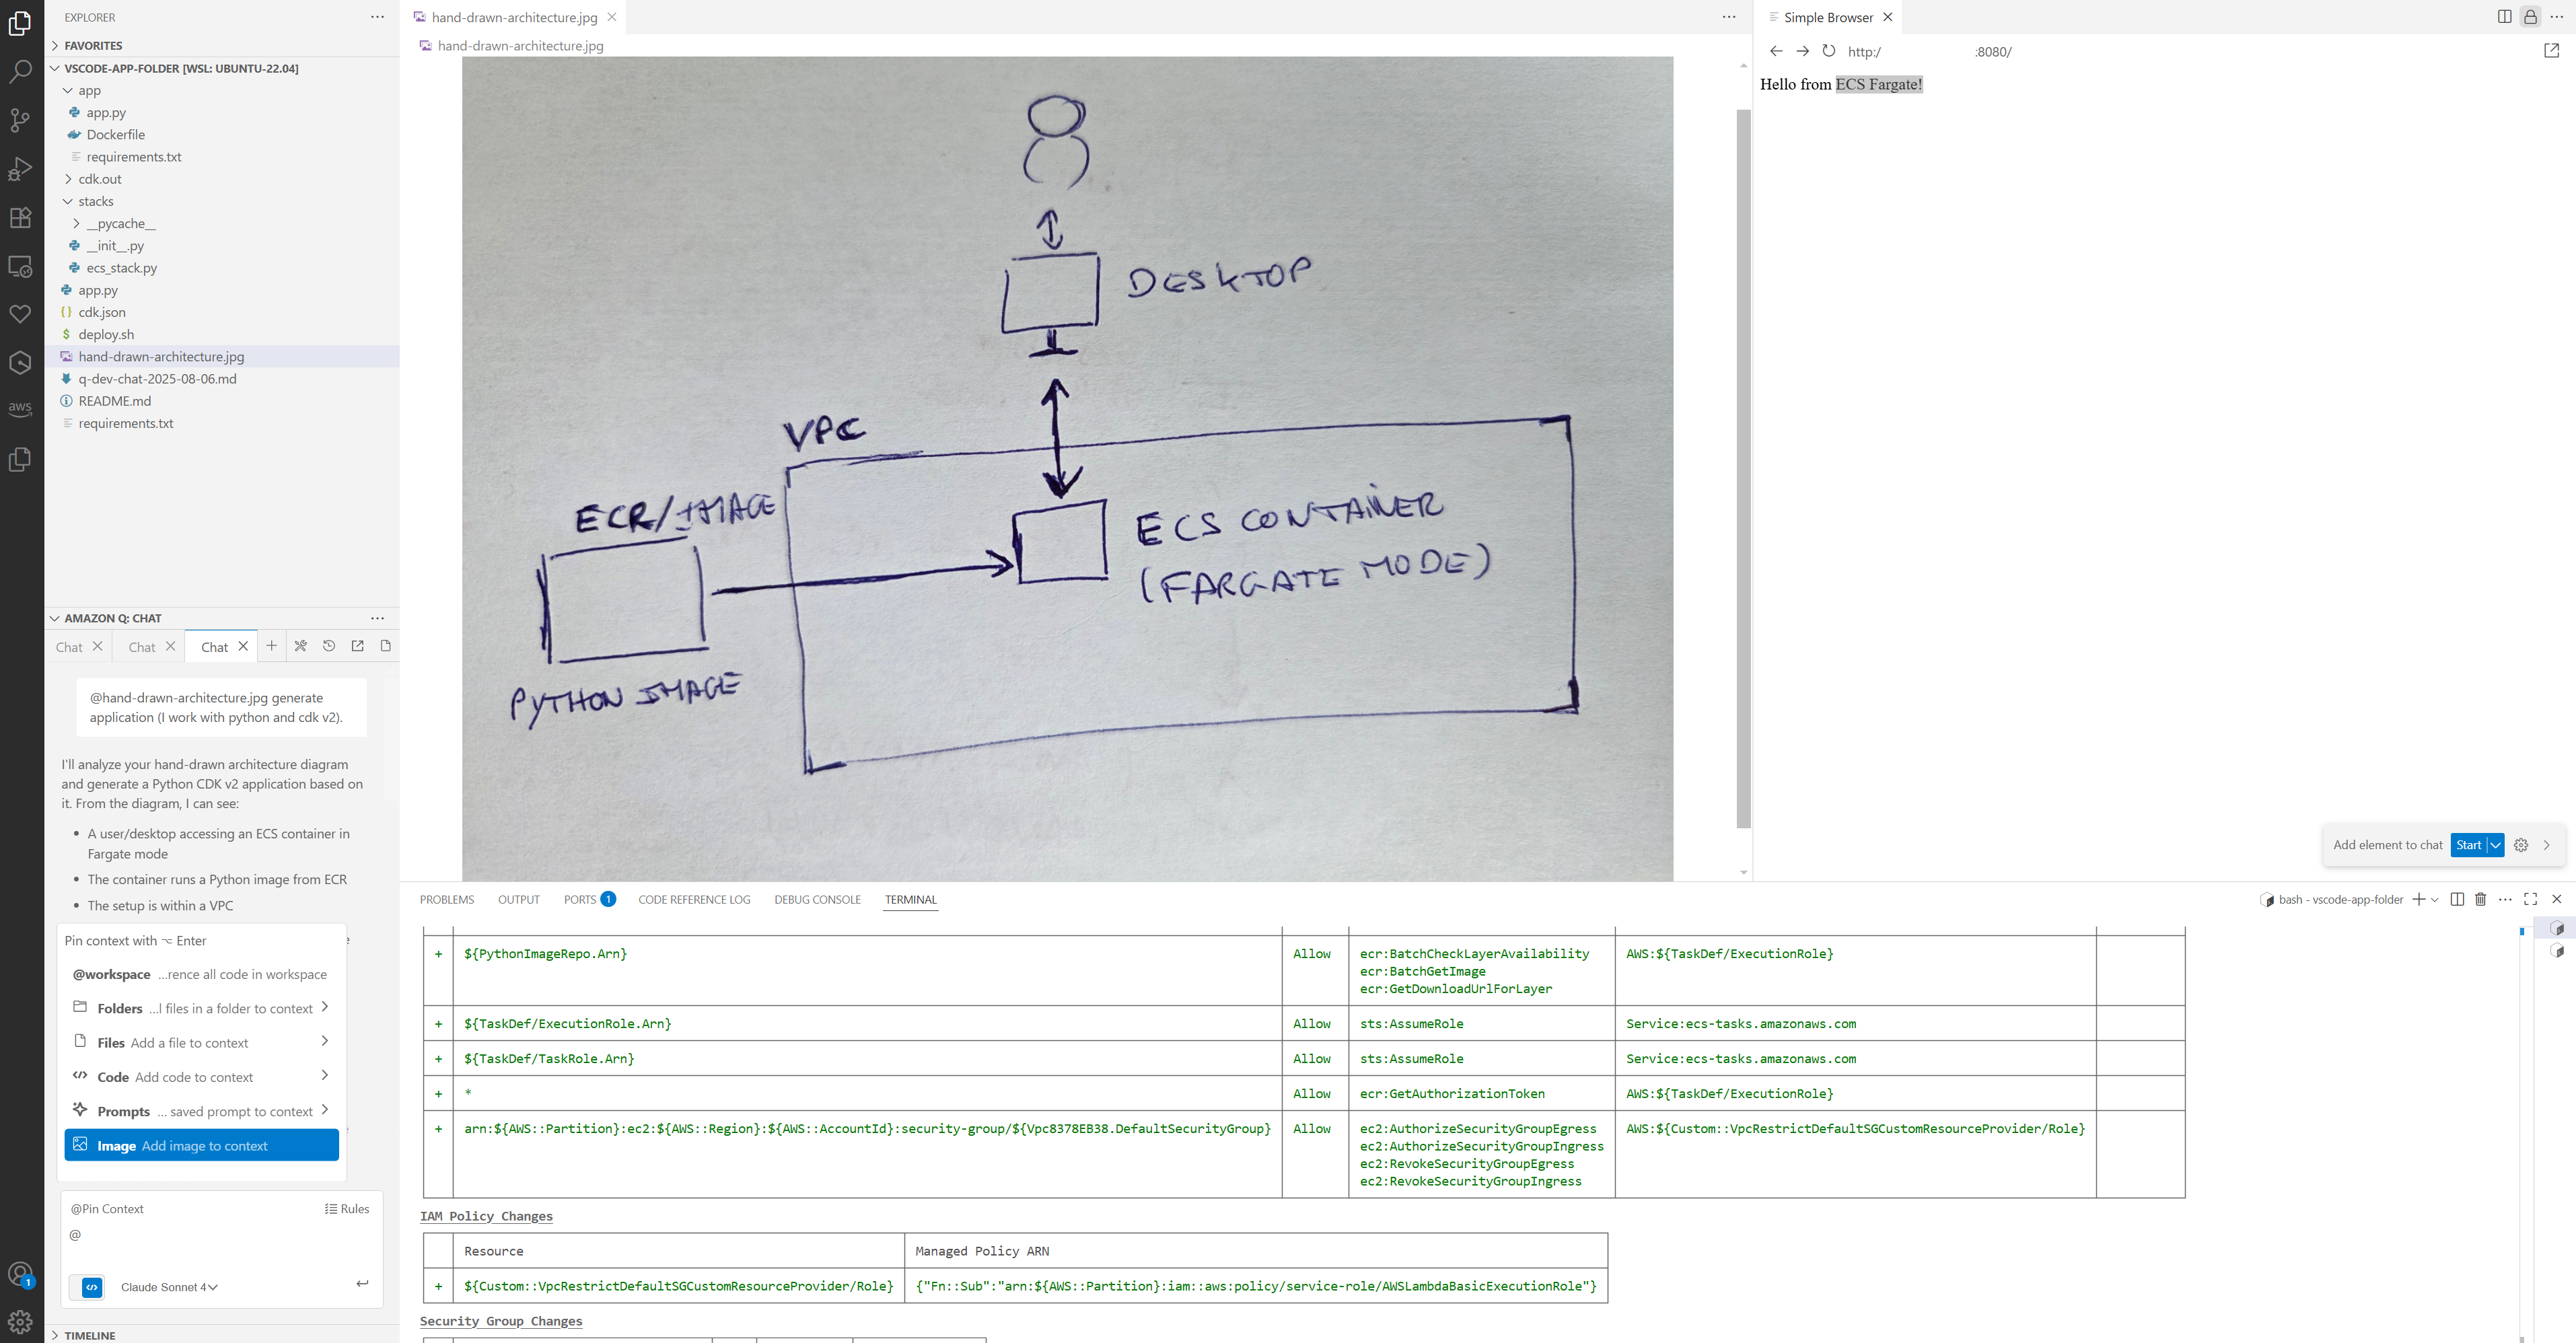 EXPLORER
FAVORITES
VSCODE-APP-FOLDER [WSL: UBUNTU-22.04]
app
app.py
Dockerfile
requirements.txt
cdk.out
stacks
__pycache__
__init__.py
ecs_stack.py
app.py
cdk.json
deploy.sh
hand-drawn-architecture.jpg
q-dev-chat-2025-08-06.md
README.md
requirements.txt
aws
AMAZON Q: CHAT
Chat
Chat
Chat
@hand-drawn-architecture.jpg generate
application (I work with python and cdk v2).
I'll analyze your hand-drawn architecture diagram
and generate a Python CDK v2 application based on
it. From the diagram, I can see:
• A user/desktop accessing an ECS container in
Fargate mode
• The container runs a Python image from ECR
• The setup is within a VPC
Pin context with ⌥ Enter
@workspace ...rence all code in workspace
Folders ...l files in a folder to context
Files Add a file to context
Code Add code to context
Prompts ... saved prompt to context
Image Add image to context
@Pin Context
Rules
@
Claude Sonnet 4
1
TIMELINE
hand-drawn-architecture.jpg
hand-drawn-architecture.jpg
DESKTOP
VPC
ECR/IMAGE
ECS CONTAINER
(FARGATE MODE)
PYTHON IMAGE
Simple Browser
http:/ :8080/
Hello from ECS Fargate!
Add element to chat Start
PROBLEMS OUTPUT PORTS 1 CODE REFERENCE LOG DEBUG CONSOLE TERMINAL
bash - vscode-app-folder
+ ${PythonImageRepo.Arn} Allow ecr:BatchCheckLayerAvailability AWS:${TaskDef/ExecutionRole}
ecr:BatchGetImage
ecr:GetDownloadUrlForLayer
+ ${TaskDef/ExecutionRole.Arn} Allow sts:AssumeRole Service:ecs-tasks.amazonaws.com
+ ${TaskDef/TaskRole.Arn} Allow sts:AssumeRole Service:ecs-tasks.amazonaws.com
+ * Allow ecr:GetAuthorizationToken AWS:${TaskDef/ExecutionRole}
+ arn:${AWS::Partition}:ec2:${AWS::Region}:${AWS::AccountId}:security-group/${Vpc8378EB38.DefaultSecurityGroup} Allow ec2:AuthorizeSecurityGroupEgress AWS:${Custom::VpcRestrictDefaultSGCustomResourceProvider/Role}
ec2:AuthorizeSecurityGroupIngress
ec2:RevokeSecurityGroupEgress
ec2:RevokeSecurityGroupIngress
IAM Policy Changes
Resource Managed Policy ARN
+ ${Custom::VpcRestrictDefaultSGCustomResourceProvider/Role} {"Fn::Sub":"arn:${AWS::Partition}:iam::aws:policy/service-role/AWSLambdaBasicExecutionRole"}
Security Group Changes